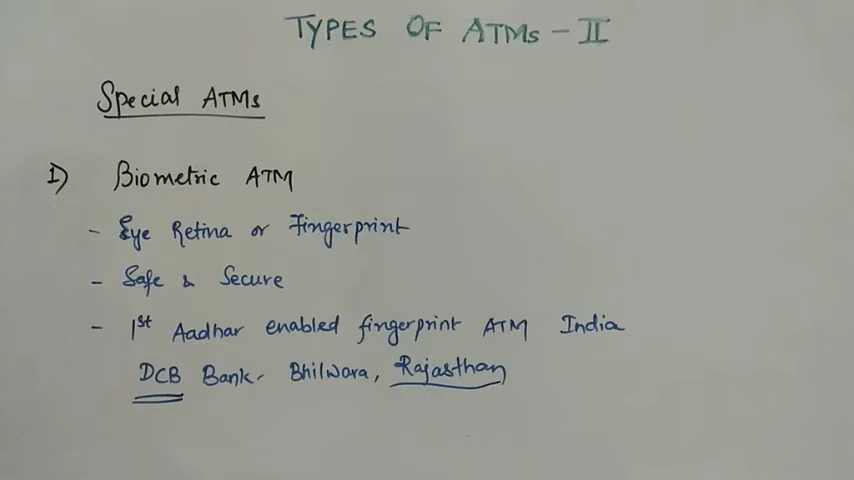 TYPES OF ATMs - II
Special ATMs
1) Biometric ATM
- Eye Retina or Fingerprint
- Safe & Secure
- 1st Aadhar enabled fingerprint ATM India
DCB Bank- Bhilwara, Rajasthan